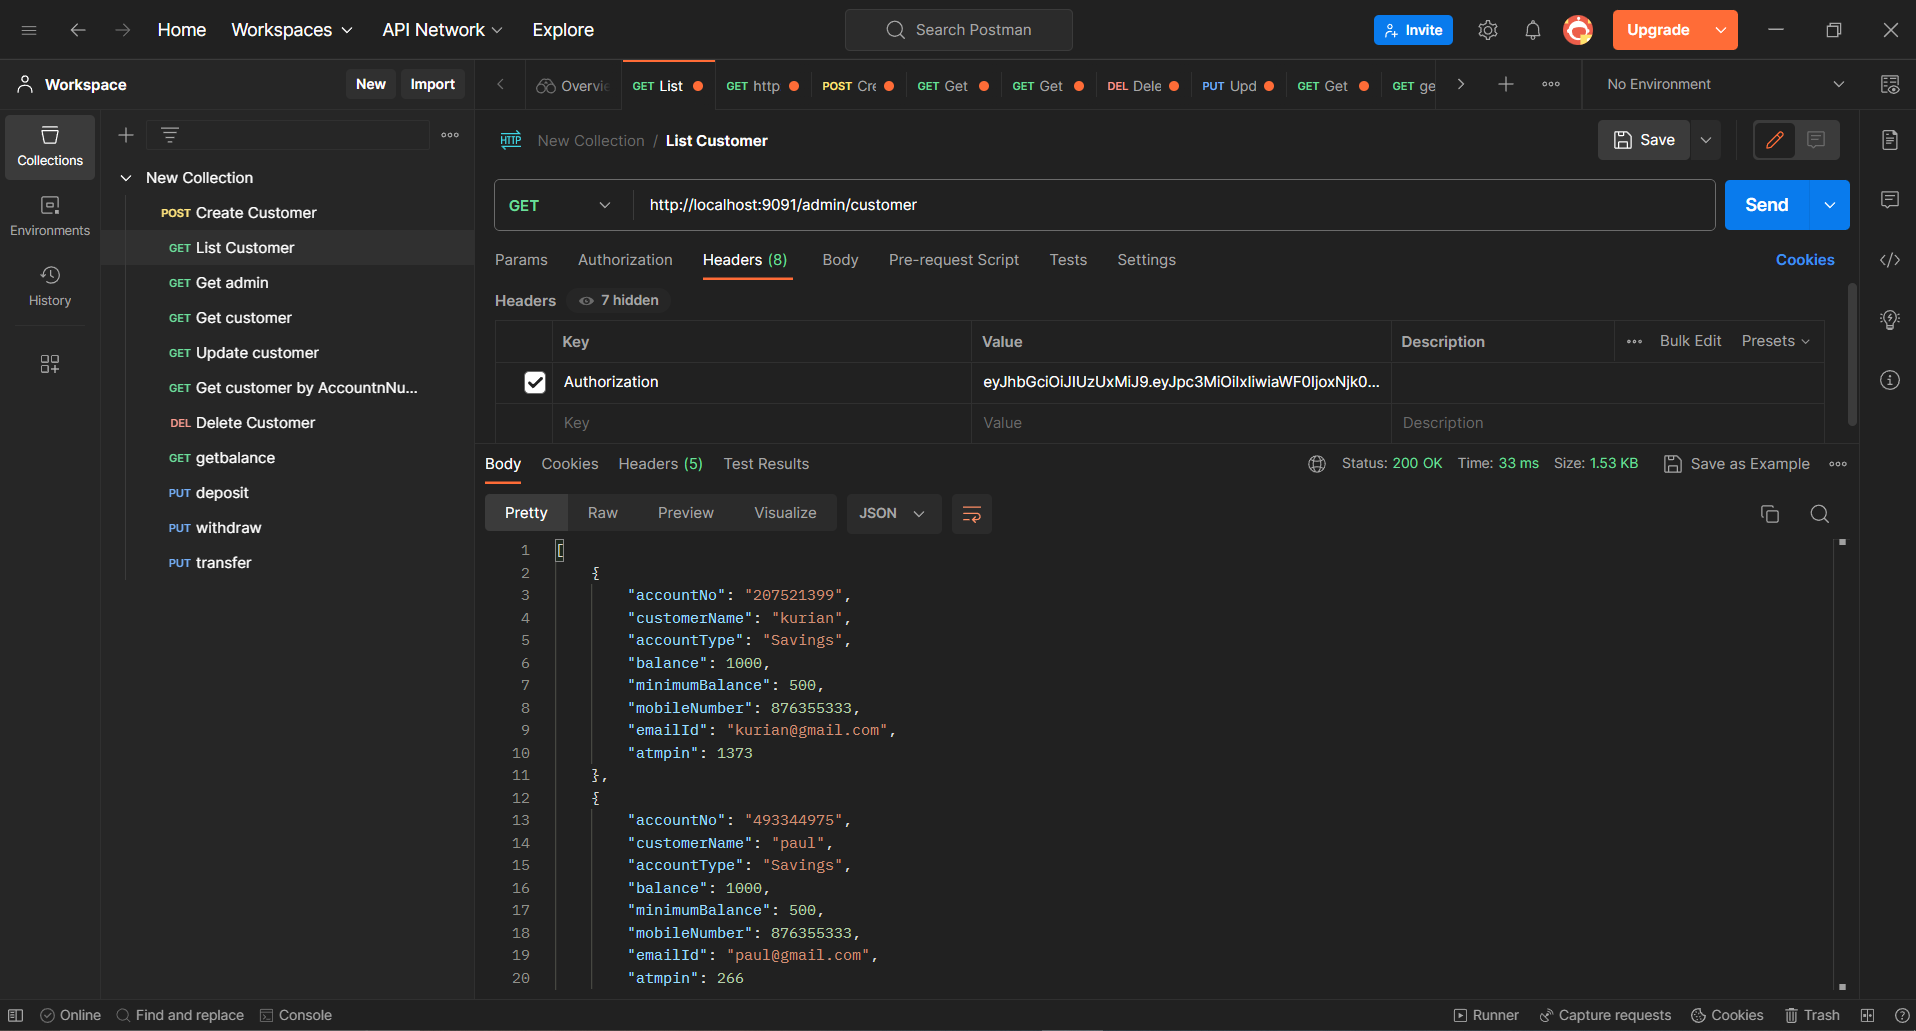 Home Workspaces API Network Explore Search Postman Invite Upgrade
Workspace New Import
Overvie GET List GET http POST Cre GET Get GET Get DEL Dele PUT Upd GET Get GET ge No Environment
Collections
Environments
History
New Collection
POST Create Customer
GET List Customer
GET Get admin
GET Get customer
GET Update customer
GET Get customer by AccountnNu...
DEL Delete Customer
GET getbalance
PUT deposit
PUT withdraw
PUT transfer
HTTP New Collection / List Customer Save
GET http://localhost:9091/admin/customer Send
Params Authorization Headers (8) Body Pre-request Script Tests Settings Cookies
Headers 7 hidden
Key Value Description Bulk Edit Presets
Authorization eyJhbGciOiJIUzUxMiJ9.eyJpc3MiOiIxIiwiaWF0IjoxNjk0...
Key Value Description
Body Cookies Headers (5) Test Results Status: 200 OK Time: 33 ms Size: 1.53 KB Save as Example
Pretty Raw Preview Visualize JSON
1 [
2 {
3 "accountNo": "207521399",
4 "customerName": "kurian",
5 "accountType": "Savings",
6 "balance": 1000,
7 "minimumBalance": 500,
8 "mobileNumber": 876355333,
9 "emailId": "kurian@gmail.com",
10 "atmpin": 1373
11 },
12 {
13 "accountNo": "493344975",
14 "customerName": "paul",
15 "accountType": "Savings",
16 "balance": 1000,
17 "minimumBalance": 500,
18 "mobileNumber": 876355333,
19 "emailId": "paul@gmail.com",
20 "atmpin": 266
Online Find and replace Console Runner Capture requests Cookies Trash